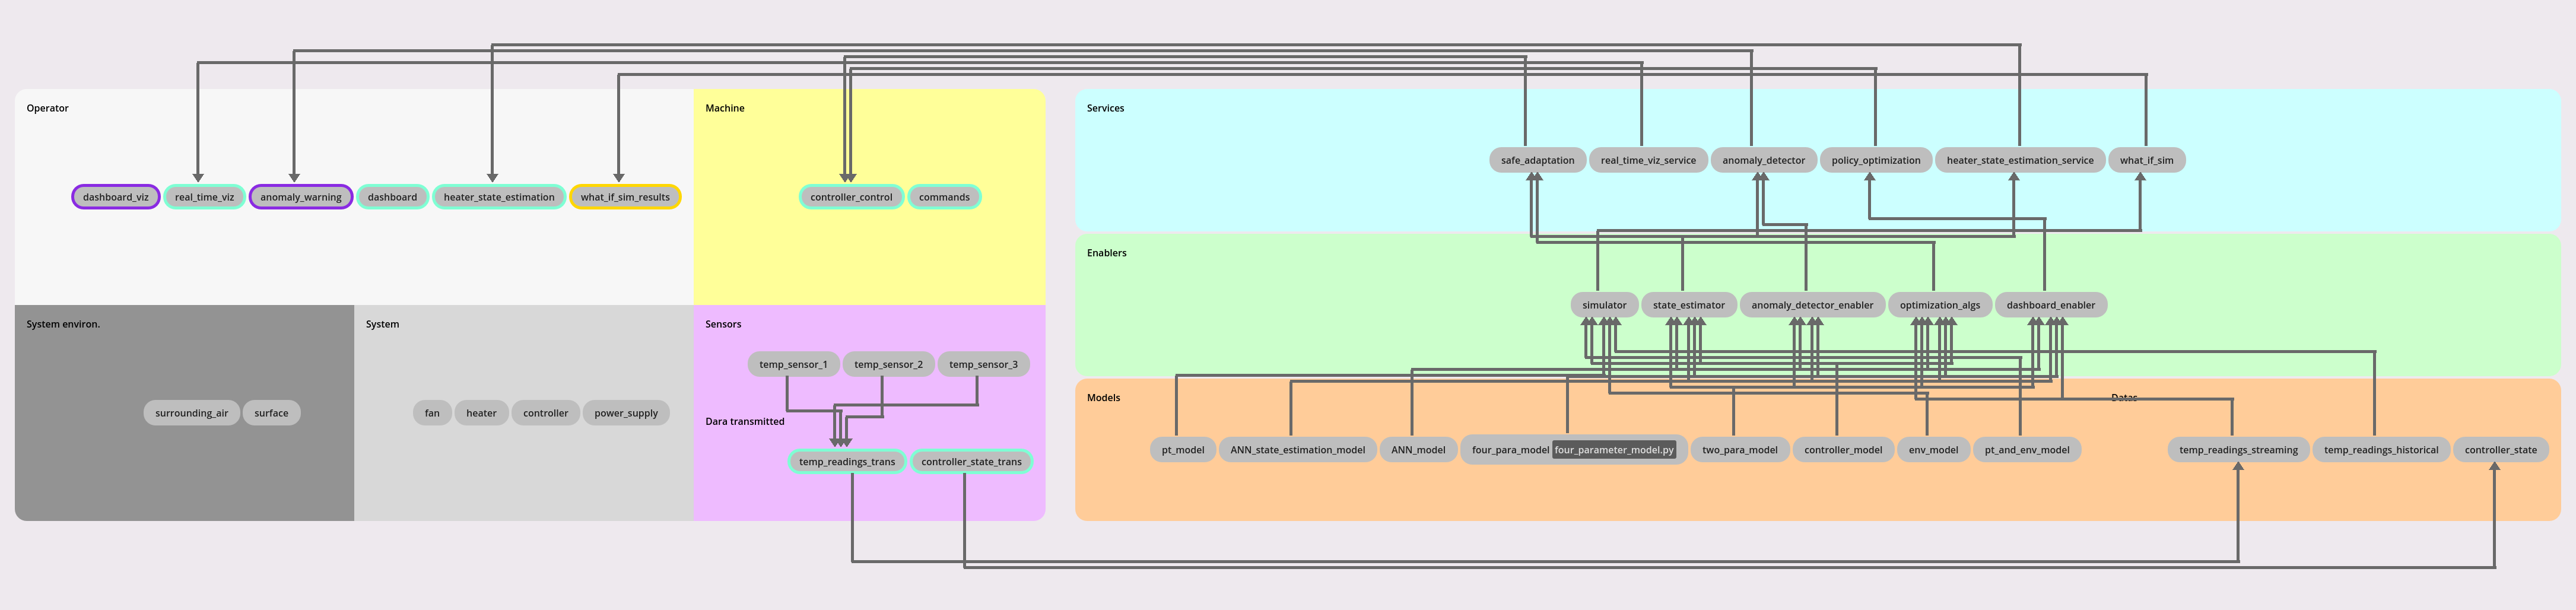 Operator
Machine
Services
safe_adaptation real_time_viz_service anomaly_detector policy_optimization heater_state_estimation_service what_if_sim
dashboard_viz real_time_viz anomaly_warning dashboard heater_state_estimation what_if_sim_results
controller_control commands
Enablers
simulator state_estimator anomaly_detector_enabler optimization_algs dashboard_enabler
System environ.
System
Sensors
temp_sensor_1 temp_sensor_2 temp_sensor_3
surrounding_air surface
fan heater controller power_supply
Dara transmitted
temp_readings_trans controller_state_trans
Models
Datas
pt_model ANN_state_estimation_model ANN_model four_para_model four_parameter_model.py two_para_model controller_model env_model pt_and_env_model
temp_readings_streaming temp_readings_historical controller_state